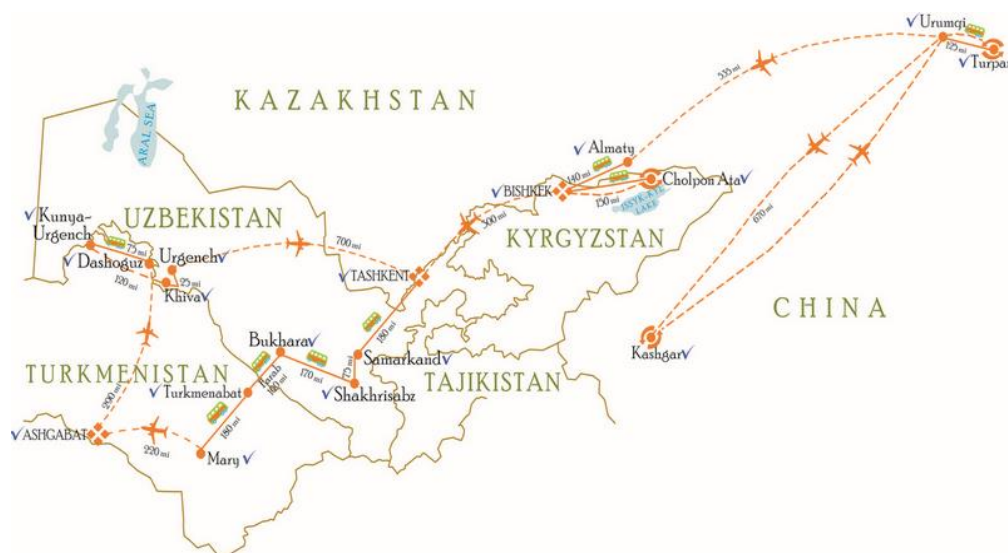 Urumqi
125 mi
Turpan
555 mi
KAZAKHSTAN
ARAL SEA
Almaty
140 mi
BISHKEK
Cholpon Ata
150 mi
ISSYK-KYL
LAKE
300 mi
KYRGYZSTAN
670 mi
UZBEKISTAN
Kunya-
Urgench
75 mi
Urgench
700 mi
TASHKENT
Dashoguz
120 mi
25 mi
Khiva
CHINA
180 mi
Bukhara
Samarkand
Kashgar
TURKMENISTAN
Farab
170 mi
75 mi
TAJIKISTAN
Turkmenabat
Shakhrisabz
290 mi
180 mi
ASHGABAT
220 mi
Mary